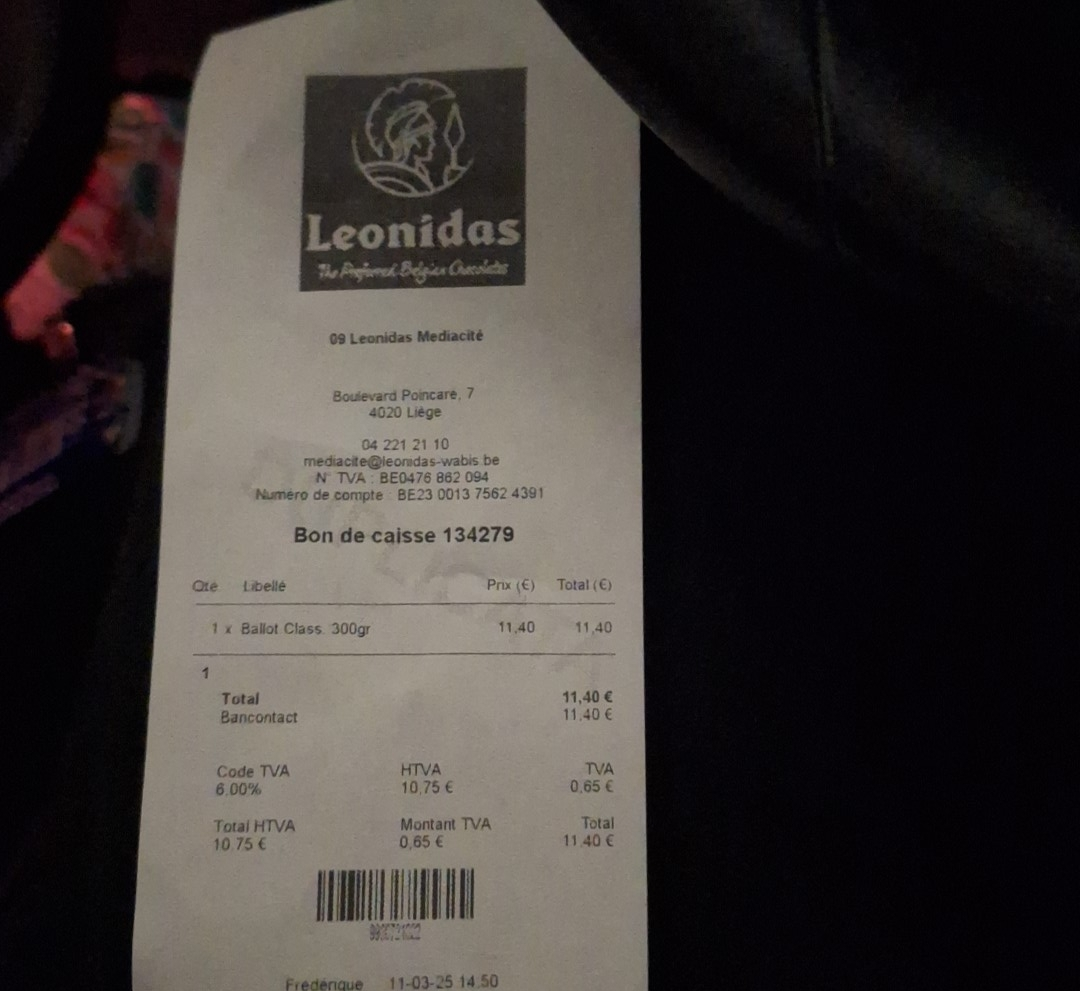 Leonidas
The Preferred Belgian Chocolates
09 Leonidas Mediacité
Boulevard Poincare, 7
4020 Liège
04 221 21 10
mediacite@leonidas-wabis.be
N° TVA : BE0476 862 094
Numéro de compte : BE23 0013 7562 4391
Bon de caisse 134279
Qté Libellé Prix (€) Total (€)
1 x Ballot Class. 300gr 11,40 11,40
1
Total 11,40 €
Bancontact 11,40 €
Code TVA HTVA TVA
6,00% 10,75 € 0,65 €
Total HTVA Montant TVA Total
10,75 € 0,65 € 11,40 €
Frédérique 11-03-25 14:50